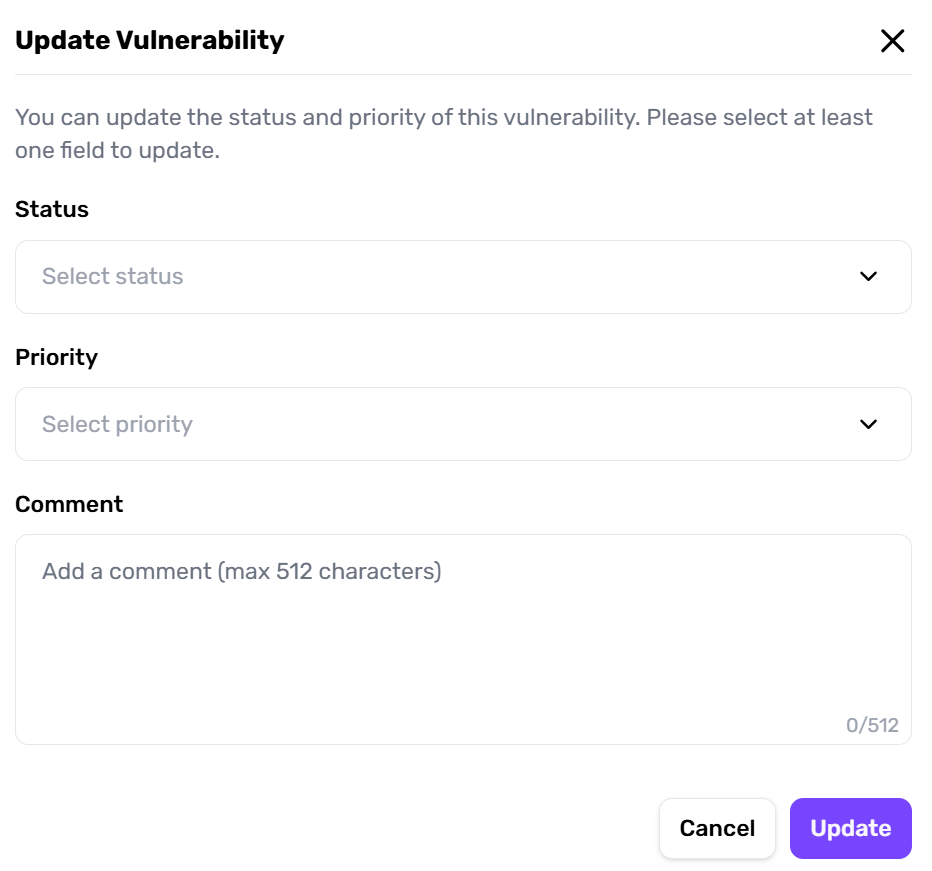 Update Vulnerability
You can update the status and priority of this vulnerability. Please select at least
one field to update.
Status
Select status
Priority
Select priority
Comment
Add a comment (max 512 characters)
0/512
Cancel
Update